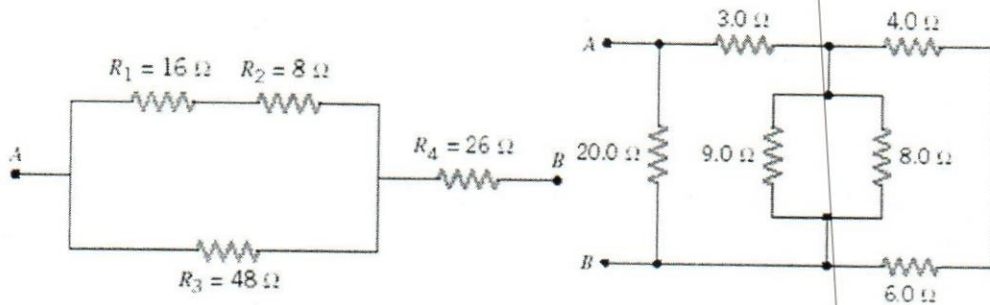 3.0 Ω
4.0 Ω
A
R₁ = 16 Ω
R₂ = 8 Ω
A
R₄ = 26 Ω
B
20.0 Ω
9.0 Ω
8.0 Ω
R₃ = 48 Ω
B
6.0 Ω